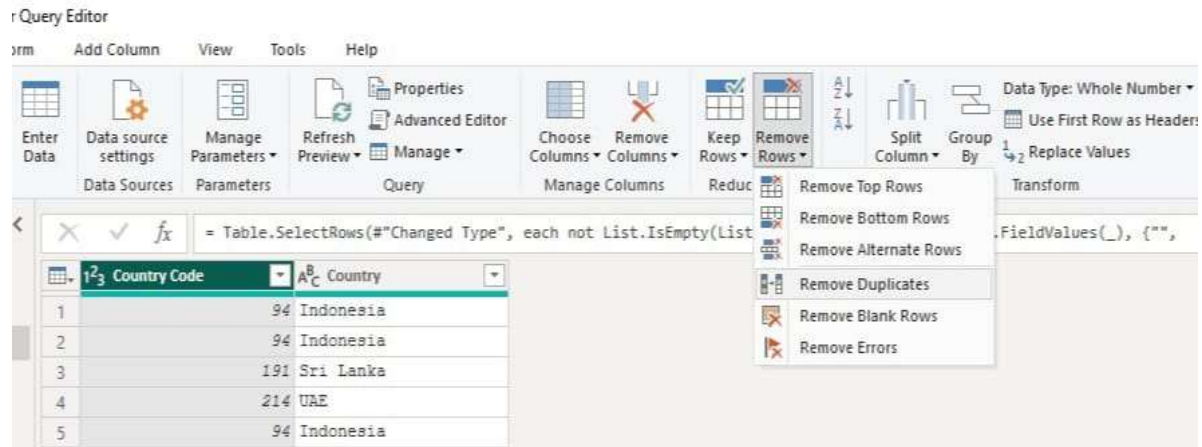 r Query Editor
orm Add Column View Tools Help
Enter Data
Data source settings
Data Sources
Manage Parameters
Parameters
Refresh Preview
Properties
Advanced Editor
Manage
Query
Choose Columns
Remove Columns
Manage Columns
Keep Rows
Remove Rows
Reduc
Split Column
Group By
Data Type: Whole Number
Use First Row as Headers
Replace Values
Transform
Remove Top Rows
Remove Bottom Rows
Remove Alternate Rows
Remove Duplicates
Remove Blank Rows
Remove Errors
fx = Table.SelectRows(#"Changed Type", each not List.IsEmpty(List .FieldValues(_), {"",
123 Country Code ABC Country
1 94 Indonesia
2 94 Indonesia
3 191 Sri Lanka
4 214 UAE
5 94 Indonesia